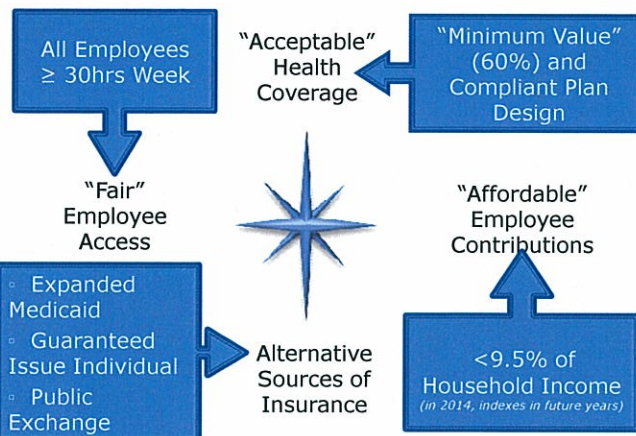 All Employees
≥ 30hrs Week
“Acceptable”
Health
Coverage
“Minimum Value”
(60%) and
Compliant Plan
Design
“Fair”
Employee
Access
“Affordable”
Employee
Contributions
▫ Expanded
Medicaid
▫ Guaranteed
Issue Individual
▫ Public
Exchange
Alternative
Sources of
Insurance
<9.5% of
Household Income
(in 2014, indexes in future years)